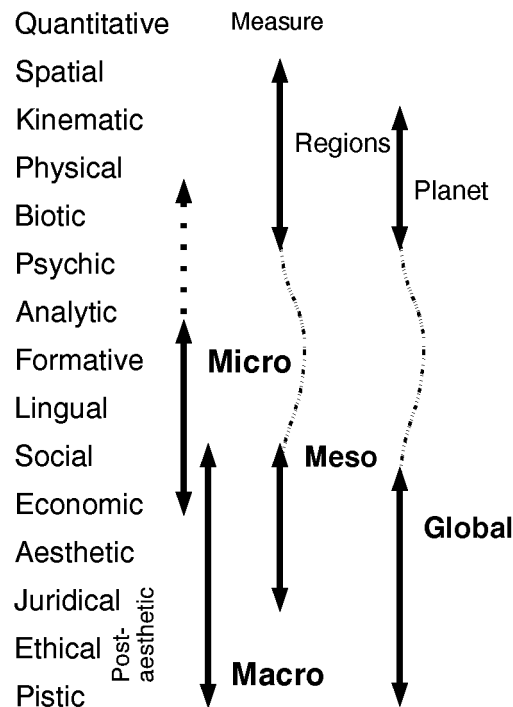 Quantitative Measure
Spatial
Kinematic
Regions
Physical
Planet
Biotic
Psychic
Analytic
Formative Micro
Lingual
Social Meso
Economic
Global
Aesthetic
Juridical
Post-
aesthetic
Ethical
Macro
Pistic